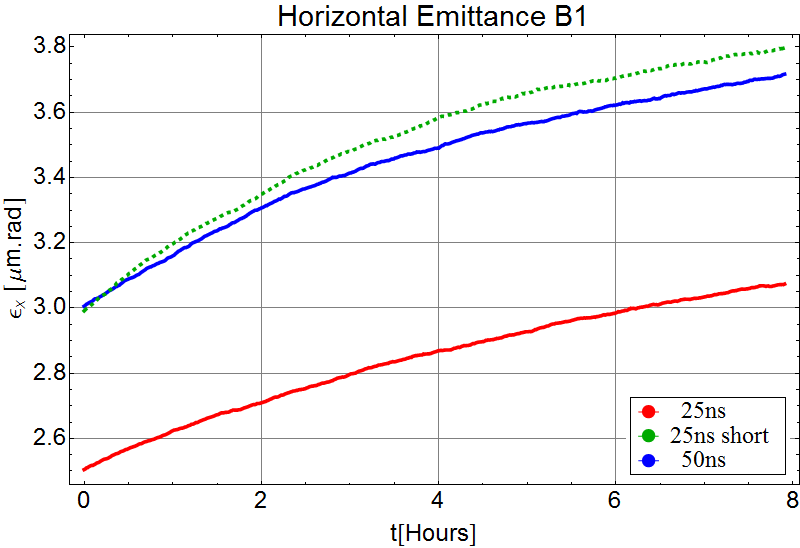 Horizontal Emittance B1
3.8
3.6
3.4
3.2
3.0
2.8
2.6
ϵx [μm.rad]
25ns
25ns short
50ns
0 2 4 6 8
t[Hours]